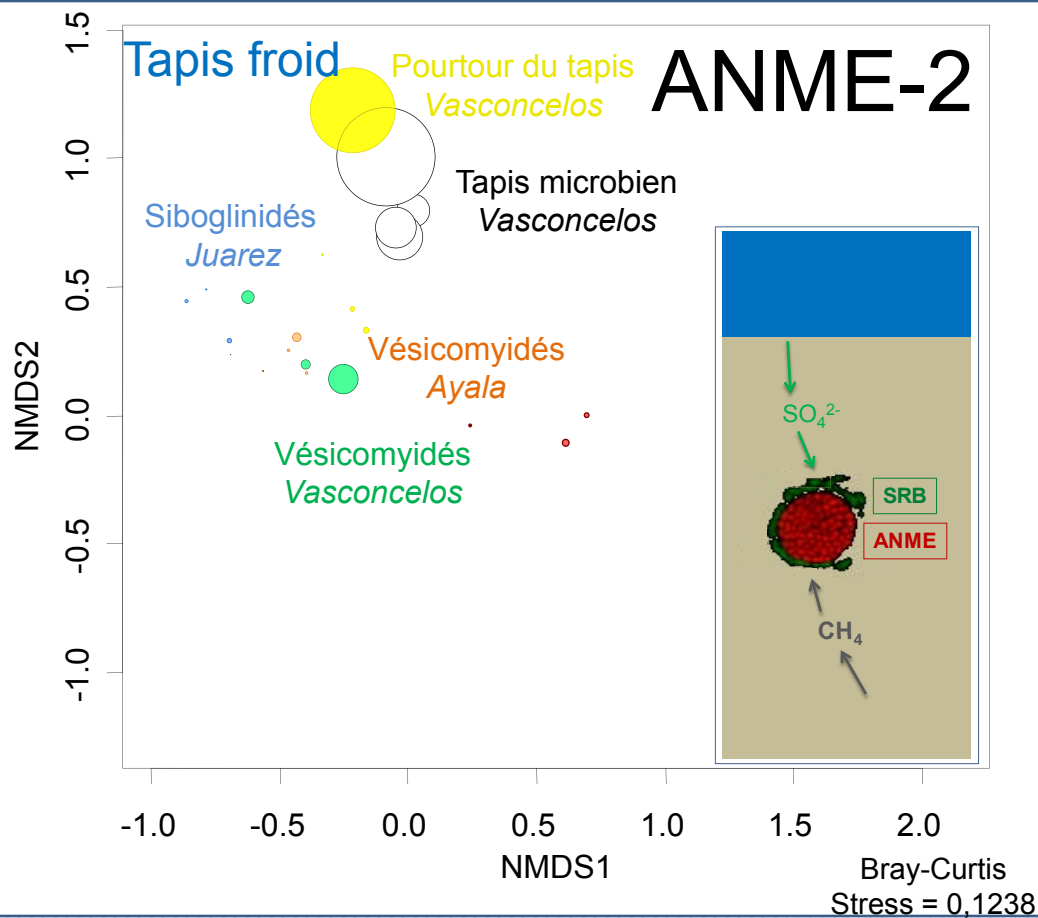 Tapis froid
Pourtour du tapis
Vasconcelos
ANME-2
Tapis microbien
Vasconcelos
Siboglinidés
Juarez
Vésicomyidés
Ayala
Vésicomyidés
Vasconcelos
SO₄²⁻
SRB
ANME
CH₄
NMDS2
1.5
1.0
0.5
0.0
-0.5
-1.0
-1.0 -0.5 0.0 0.5 1.0 1.5 2.0
NMDS1
Bray-Curtis
Stress = 0,1238